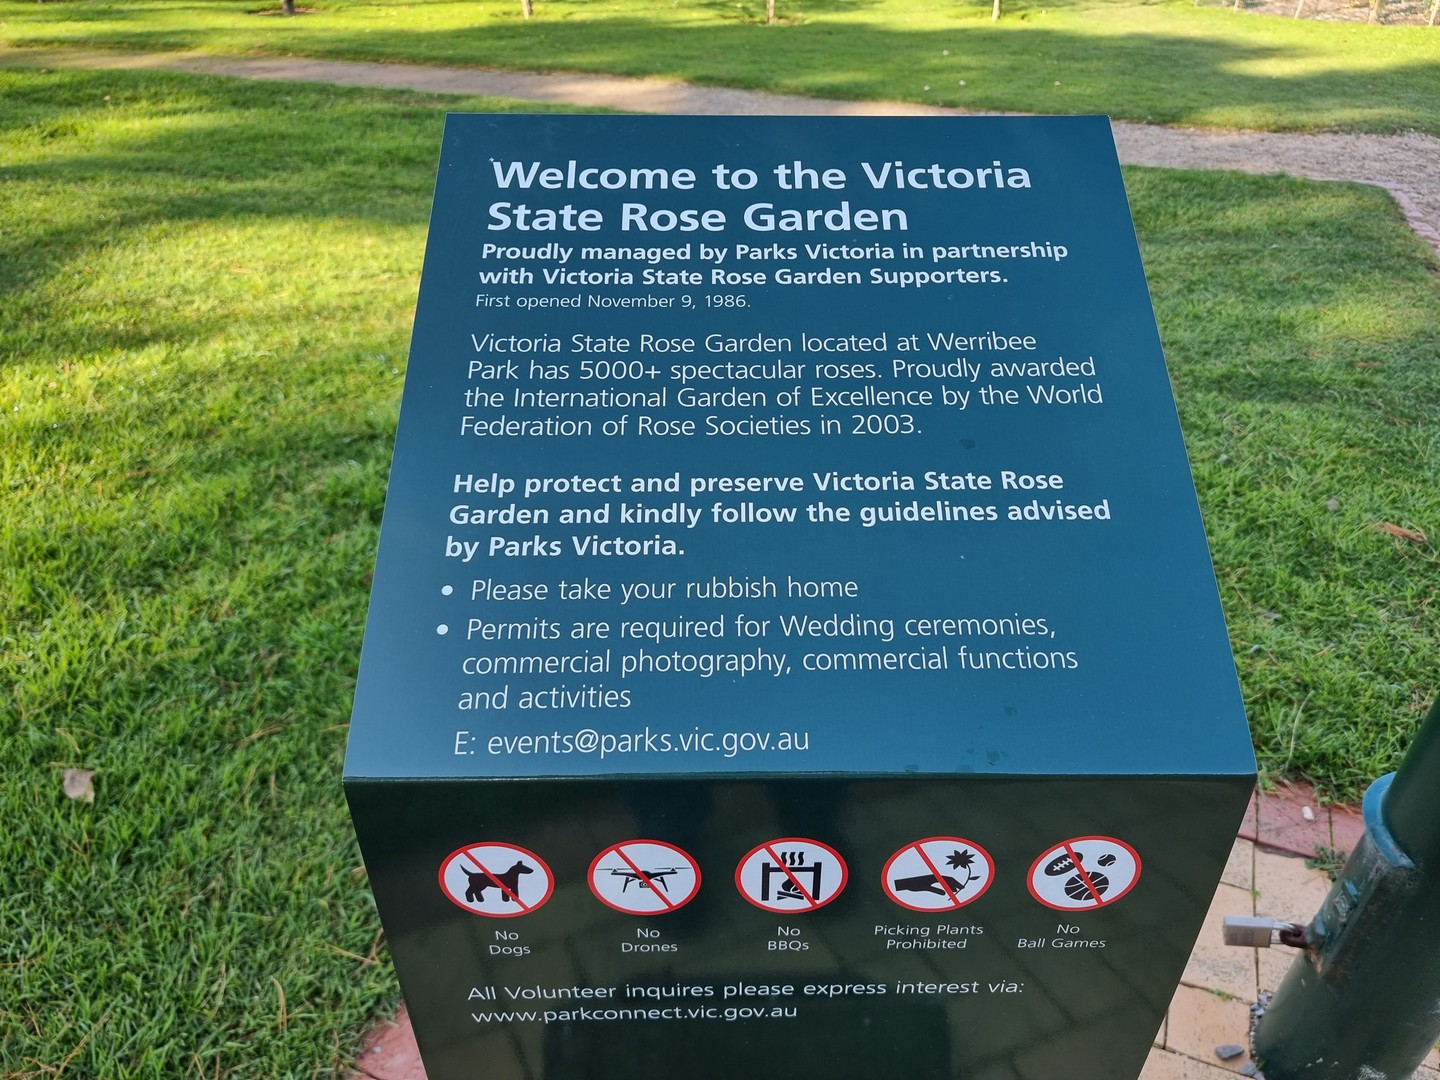 Welcome to the Victoria
State Rose Garden
Proudly managed by Parks Victoria in partnership
with Victoria State Rose Garden Supporters.
First opened November 9, 1986.
Victoria State Rose Garden located at Werribee
Park has 5000+ spectacular roses. Proudly awarded
the International Garden of Excellence by the World
Federation of Rose Societies in 2003.
Help protect and preserve Victoria State Rose
Garden and kindly follow the guidelines advised
by Parks Victoria.
• Please take your rubbish home
• Permits are required for Wedding ceremonies,
commercial photography, commercial functions
and activities
E: events@parks.vic.gov.au
No
Dogs
No
Drones
No
BBQs
Picking Plants
Prohibited
No
Ball Games
All Volunteer inquires please express interest via:
www.parkconnect.vic.gov.au